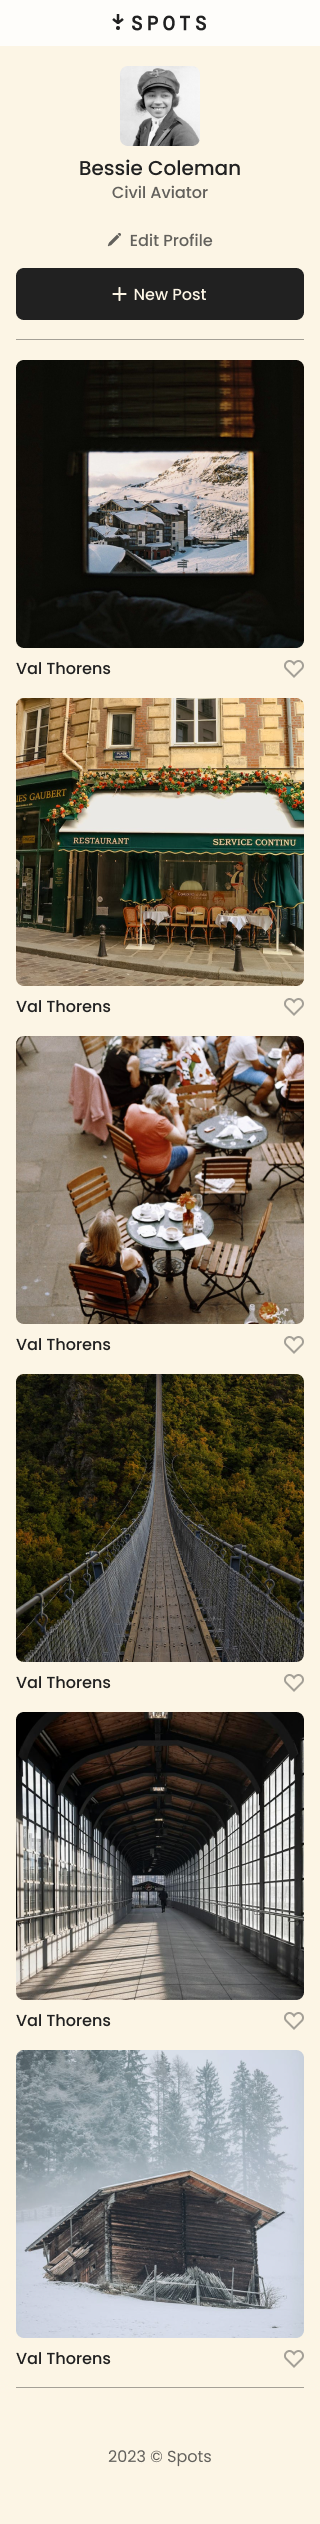 SPOTS
Bessie Coleman
Civil Aviator
Edit Profile
New Post
Val Thorens
GAUBERT
RESTAURANT SERVICE CONTINU
Val Thorens
Val Thorens
Val Thorens
Val Thorens
Val Thorens
2023 © Spots